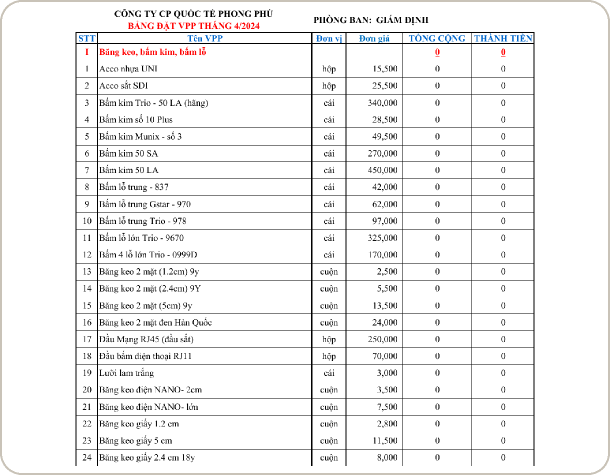 CÔNG TY CP QUỐC TẾ PHONG PHÚ
PHÒNG BAN: GIÁM ĐỊNH
BẢNG ĐẶT VPP THÁNG 4/2024
STT Tên VPP Đơn vị Đơn giá TỔNG CỘNG THÀNH TIỀN
I Băng keo, bấm kim, bấm lỗ 0 0
1 Acco nhựa UNI hộp 15,500 0 0
2 Acco sắt SDI hộp 25,500 0 0
3 Bấm kim Trio - 50 LA (hãng) cái 340,000 0 0
4 Bấm kim số 10 Plus cái 28,500 0 0
5 Bấm kim Munix - số 3 cái 49,500 0 0
6 Bấm kim 50 SA cái 270,000 0 0
7 Bấm kim 50 LA cái 450,000 0 0
8 Bấm lỗ trung - 837 cái 42,000 0 0
9 Bấm lỗ trung Gstar - 970 cái 62,000 0 0
10 Bấm lỗ trung Trio - 978 cái 97,000 0 0
11 Bấm lỗ lớn Trio - 9670 cái 325,000 0 0
12 Bấm 4 lỗ lớn Trio - 0999D cái 170,000 0 0
13 Băng keo 2 mặt (1.2cm) 9y cuộn 2,500 0 0
14 Băng keo 2 mặt (2.4cm) 9Y cuộn 5,500 0 0
15 Băng keo 2 mặt (5cm) 9y cuộn 13,500 0 0
16 Băng keo 2 mặt đen Hàn Quốc cuộn 24,000 0 0
17 Đầu Mạng RJ45 (đầu sắt) hộp 250,000 0 0
18 Đầu bấm điện thoại RJ11 hộp 70,000 0 0
19 Lưỡi lam trắng cái 3,000 0 0
20 Băng keo điện NANO- 2cm cuộn 3,500 0 0
21 Băng keo điện NANO- lớn cuộn 7,500 0 0
22 Băng keo giấy 1.2 cm cuộn 2,800 0 0
23 Băng keo giấy 5 cm cuộn 11,500 0 0
24 Băng keo giấy 2.4 cm 18y cuộn 8,000 0 0